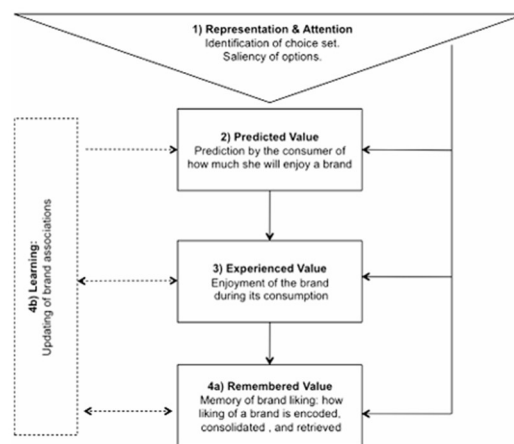 1) Representation & Attention
Identification of choice set.
Saliency of options.
2) Predicted Value
Prediction by the consumer of
how much she will enjoy a brand
3) Experienced Value
Enjoyment of the brand
during its consumption
4b) Learning:
Updating of brand associations
4a) Remembered Value
Memory of brand liking: how
liking of a brand is encoded,
consolidated , and retrieved